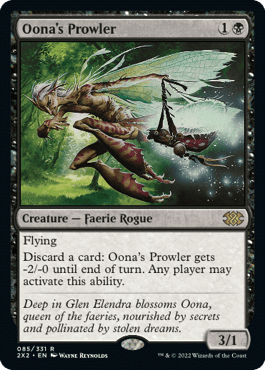 Oona's Prowler 1
Creature — Faerie Rogue
Flying
Discard a card: Oona's Prowler gets
-2/-0 until end of turn. Any player may
activate this ability.
Deep in Glen Elendra blossoms Oona,
queen of the faeries, nourished by secrets
and pollinated by stolen dreams.
3/1
085/331 R
2X2 • EN WAYNE REYNOLDS
™ & © 2022 Wizards of the Coast